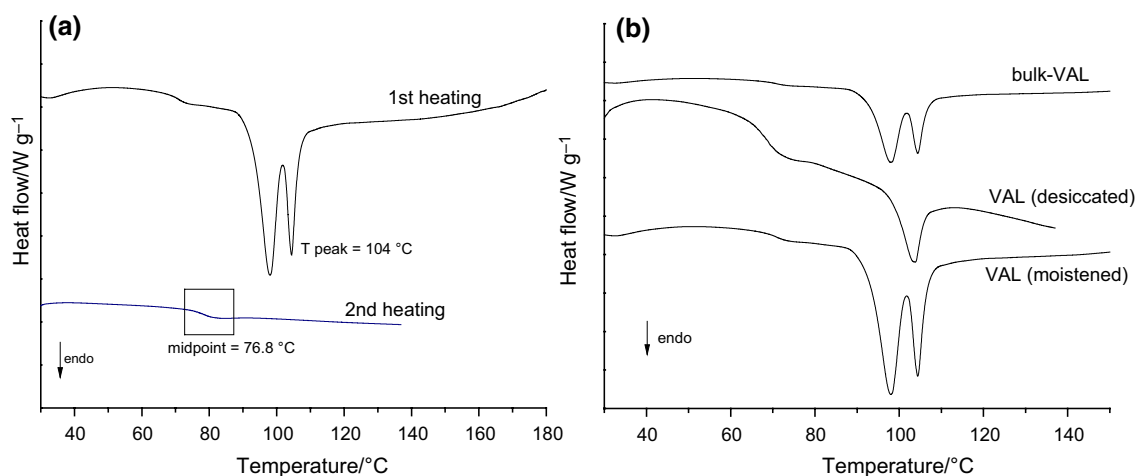 (a)
1st heating
T peak = 104 °C
2nd heating
midpoint = 76.8 °C
endo
Heat flow/W g⁻¹
40 60 80 100 120 140 160 180
Temperature/°C
(b)
bulk-VAL
VAL (desiccated)
VAL (moistened)
endo
Heat flow/W g⁻¹
40 60 80 100 120 140
Temperature/°C